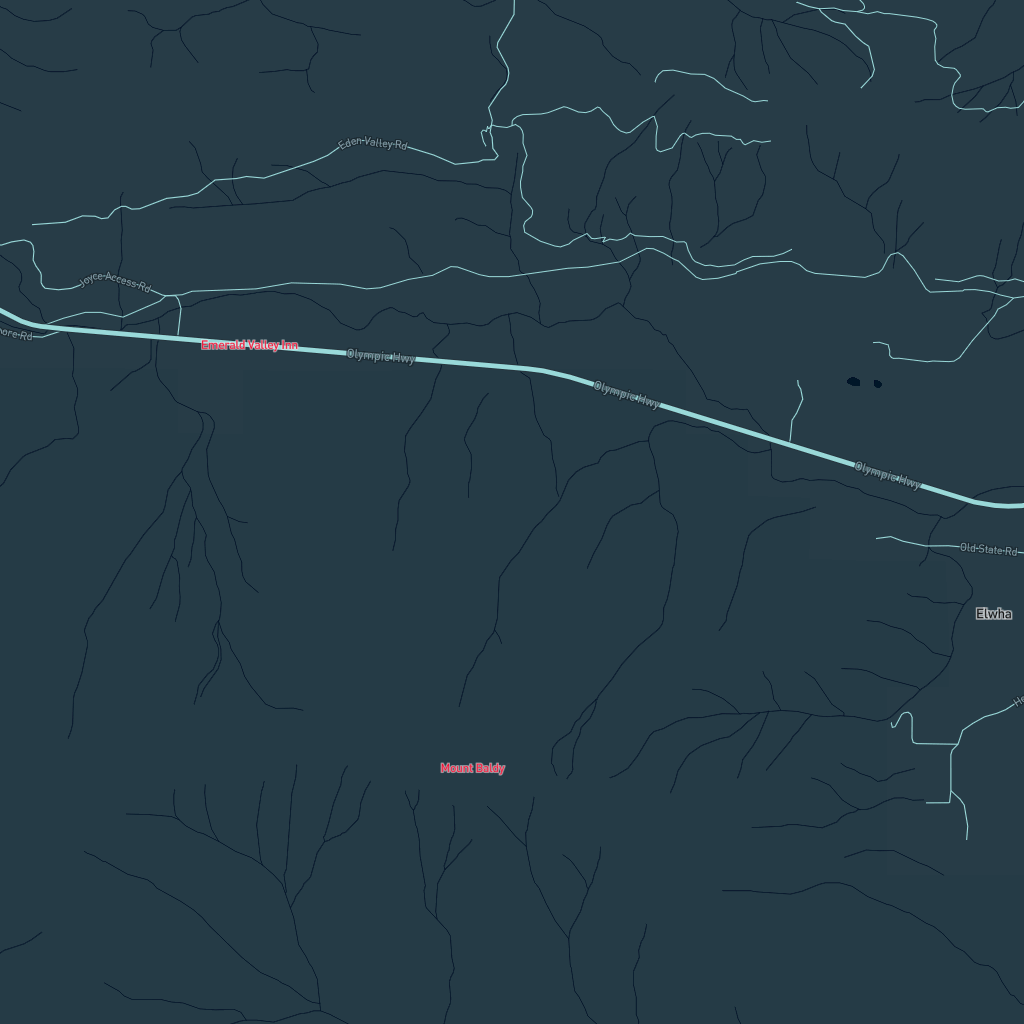 Eden Valley Rd
Joyce Access Rd
ore Rd
Emerald Valley Inn
Olympic Hwy
Olympic Hwy
Olympic Hwy
Old State Rd
Elwha
He
Mount Baldy